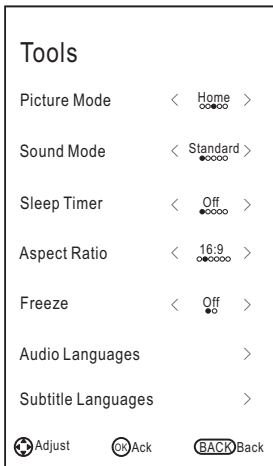 Tools
Picture Mode < Home >
Sound Mode < Standard >
Sleep Timer < Off >
Aspect Ratio < 16:9 >
Freeze < Off >
Audio Languages >
Subtitle Languages >
Adjust OK Ack BACK Back